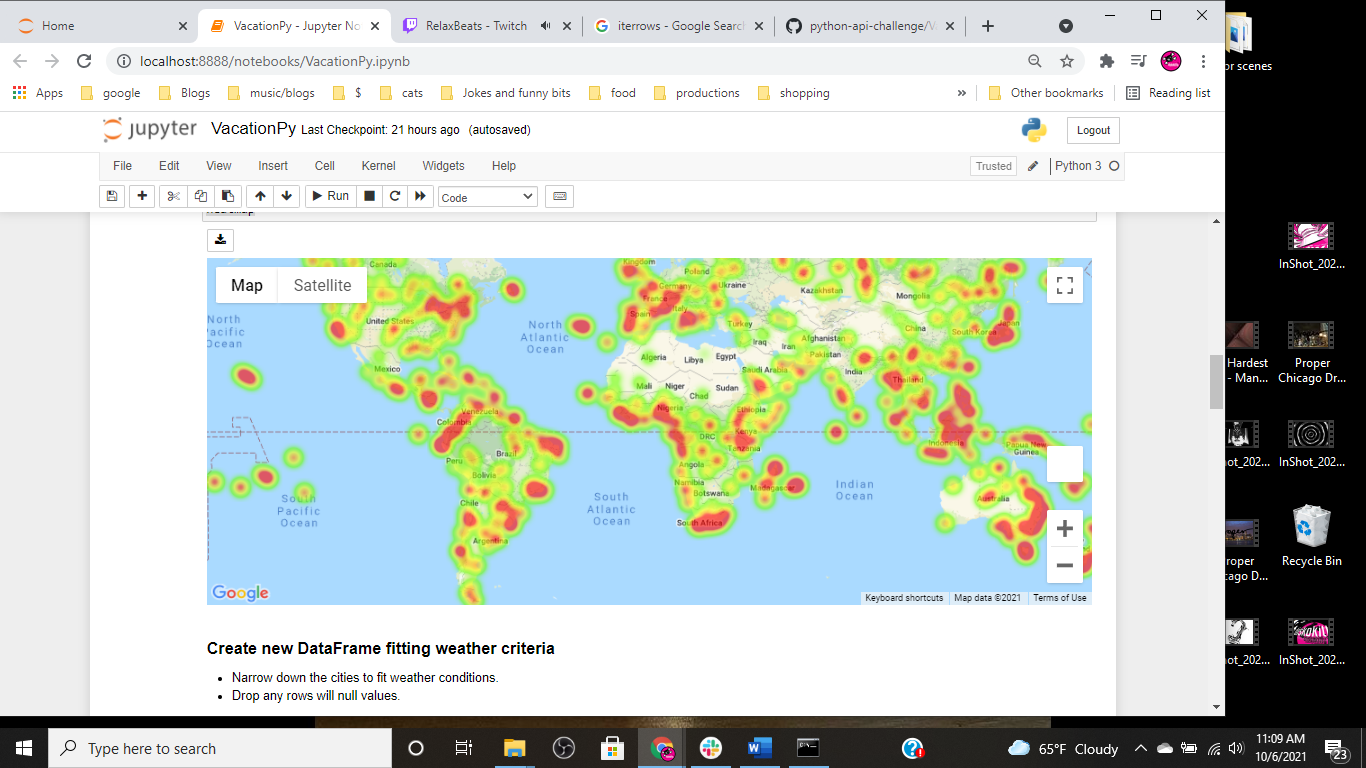 Home
VacationPy - Jupyter No
RelaxBeats - Twitch
iterrows - Google Search
python-api-challenge/Va
localhost:8888/notebooks/VacationPy.ipynb
Apps google Blogs music/blogs $ cats Jokes and funny bits food productions shopping » Other bookmarks Reading list
jupyter VacationPy Last Checkpoint: 21 hours ago (autosaved) Logout
File Edit View Insert Cell Kernel Widgets Help Trusted Python 3
Run Code
Map Satellite
Canada
Kingdom
Poland
Germany
Ukraine
France
Kazakhstan
Mongolia
Italy
Spain
United States
North
Pacific
Ocean
North
Atlantic
Ocean
Turkey
China
South Korea
Japan
Iraq
Iran
Afghanistan
Pakistan
Algeria
Libya
Egypt
Saudi Arabia
India
Mexico
Mali
Niger
Sudan
Chad
Thailand
Nigeria
Ethiopia
Venezuela
Colombia
DRC
Kenya
Tanzania
Indonesia
Papua New
Guinea
Peru
Brazil
Bolivia
Angola
Namibia
Botswana
Madagascar
Indian
Ocean
Australia
Chile
South
Pacific
Ocean
South
Atlantic
Ocean
South Africa
Argentina
Google
Keyboard shortcuts Map data ©2021 Terms of Use
Create new DataFrame fitting weather criteria
Narrow down the cities to fit weather conditions.
Drop any rows will null values.
or scenes
InShot_202...
Hardest
- Man...
Proper
Chicago Dr...
ot_202...
InShot_202...
roper
cago D...
Recycle Bin
ot_202...
InShot_202...
Type here to search
65°F Cloudy
11:09 AM
10/6/2021
23